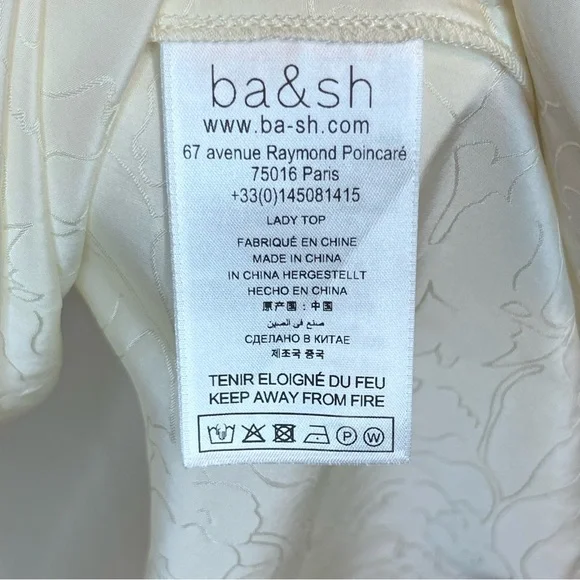 ba&sh
www.ba-sh.com
67 avenue Raymond Poincaré
75016 Paris
+33(0)145081415
LADY TOP
FABRIQUÉ EN CHINE
MADE IN CHINA
IN CHINA HERGESTELLT
HECHO EN CHINA
原产国：中国
صنع في الصين
СДЕЛАНО В КИТАЕ
제조국 중국
TENIR ELOIGNÉ DU FEU
KEEP AWAY FROM FIRE
P W